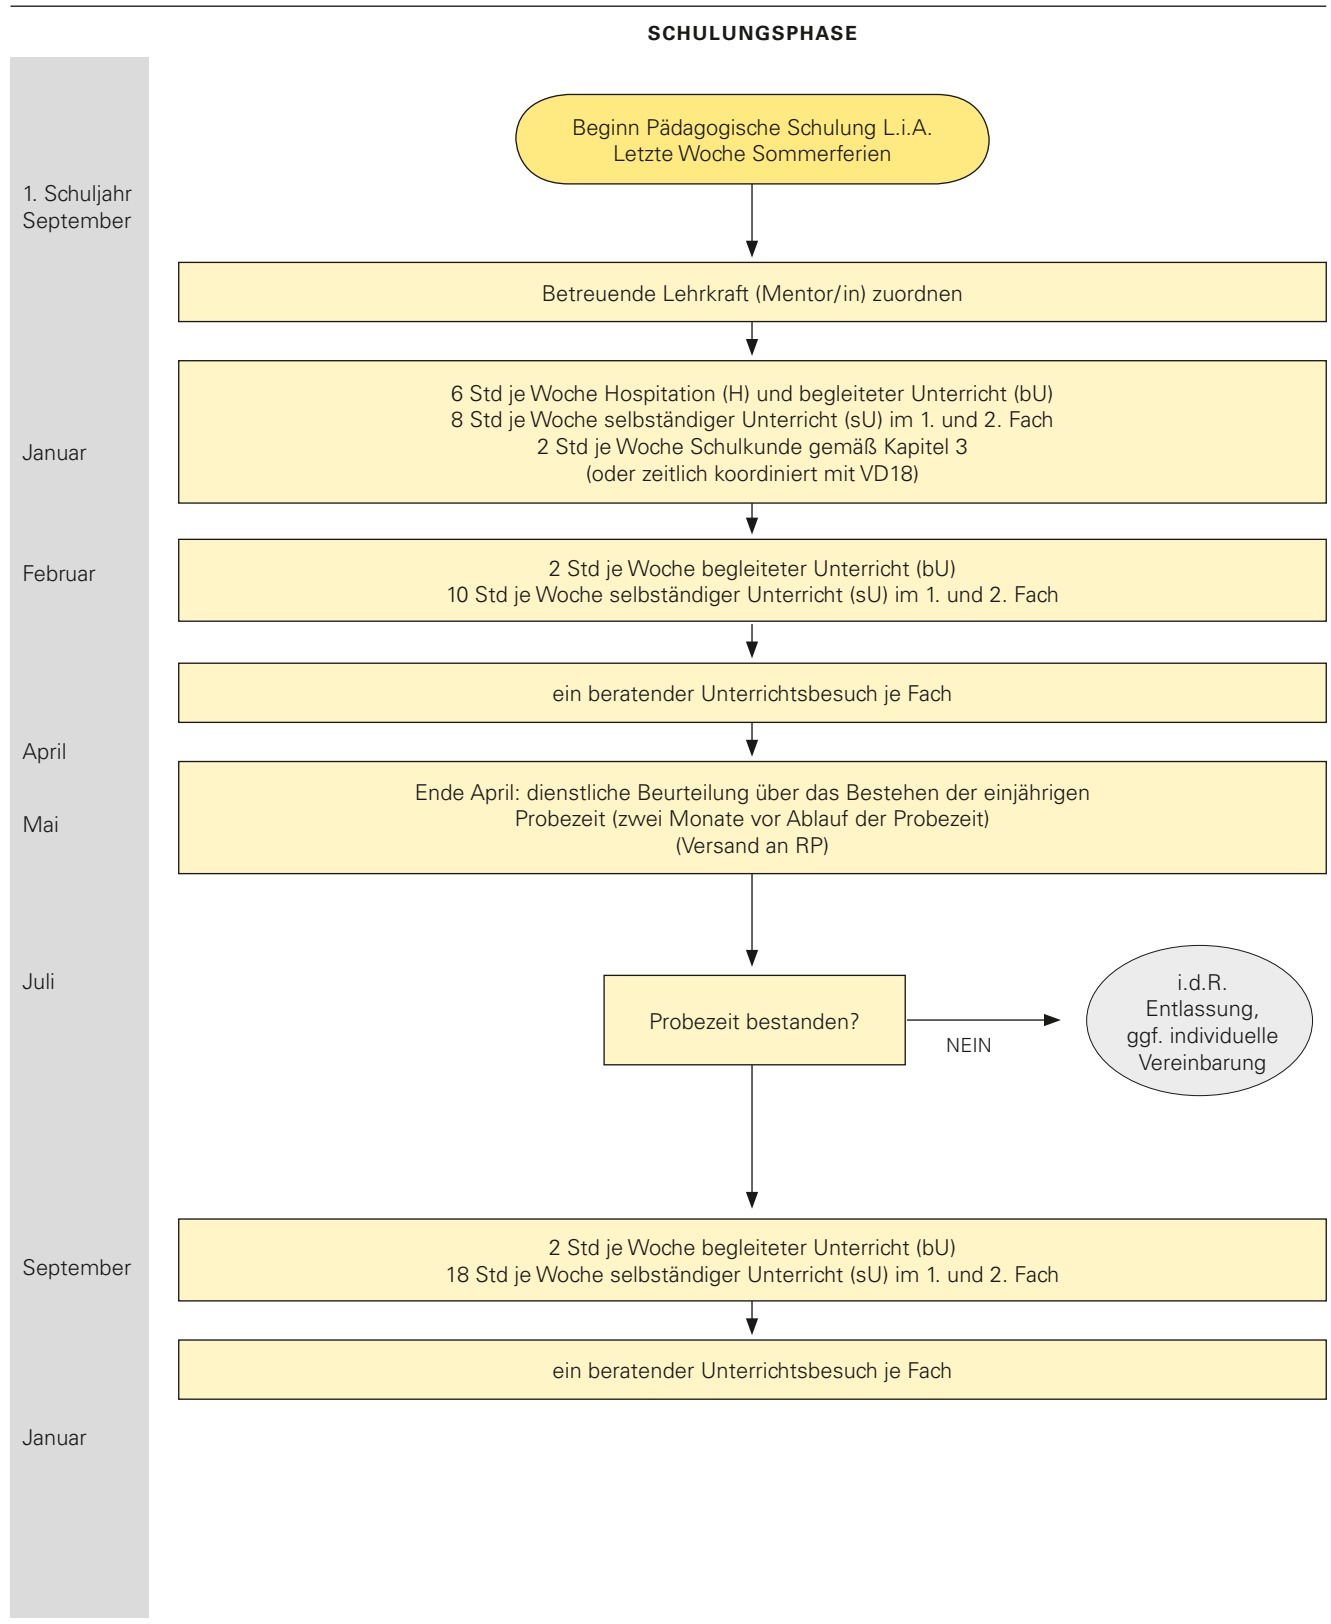 SCHULUNGSPHASE
Beginn Pädagogische Schulung L.i.A.
Letzte Woche Sommerferien
1. Schuljahr
September
Betreuende Lehrkraft (Mentor/in) zuordnen
6 Std je Woche Hospitation (H) und begleiteter Unterricht (bU)
8 Std je Woche selbständiger Unterricht (sU) im 1. und 2. Fach
2 Std je Woche Schulkunde gemäß Kapitel 3
(oder zeitlich koordiniert mit VD18)
Januar
Februar
2 Std je Woche begleiteter Unterricht (bU)
10 Std je Woche selbständiger Unterricht (sU) im 1. und 2. Fach
ein beratender Unterrichtsbesuch je Fach
April
Mai
Ende April: dienstliche Beurteilung über das Bestehen der einjährigen
Probezeit (zwei Monate vor Ablauf der Probezeit)
(Versand an RP)
Juli
Probezeit bestanden?
NEIN
i.d.R.
Entlassung,
ggf. individuelle
Vereinbarung
September
2 Std je Woche begleiteter Unterricht (bU)
18 Std je Woche selbständiger Unterricht (sU) im 1. und 2. Fach
ein beratender Unterrichtsbesuch je Fach
Januar